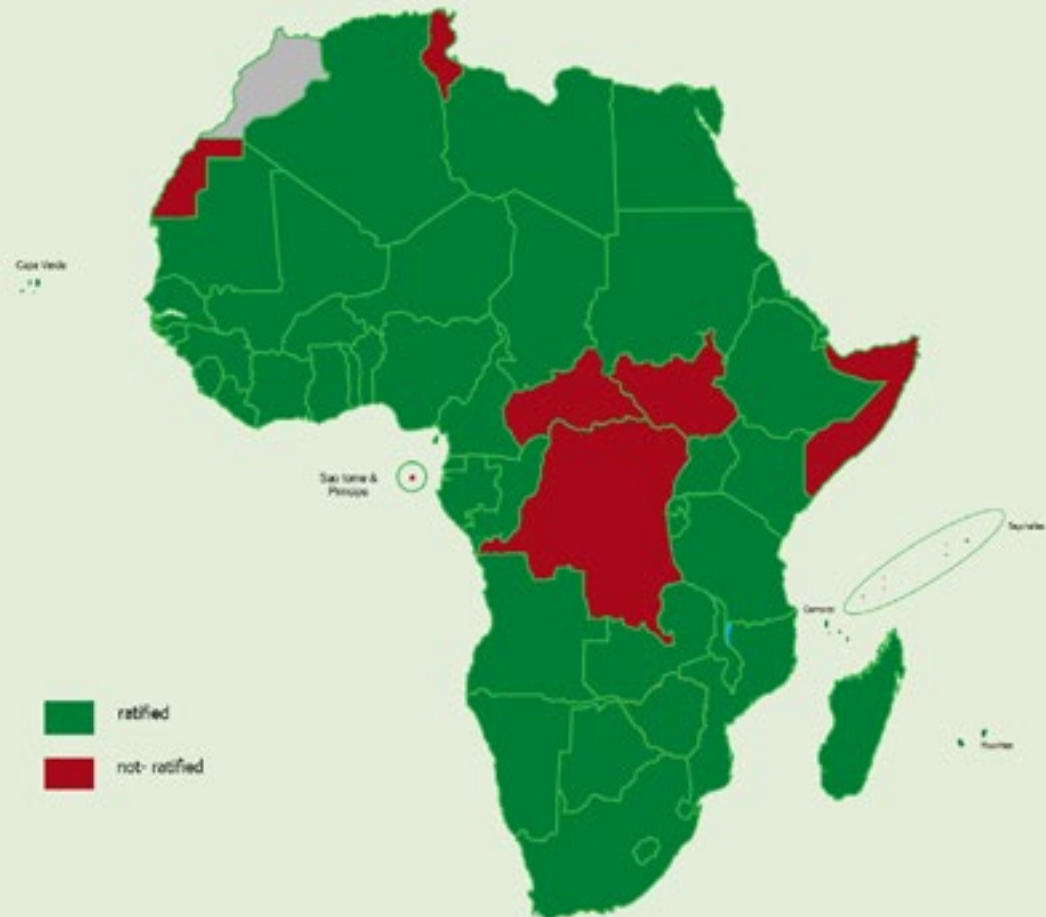 Cape Verde
Sao tome &
Principe
Seychelles
Comoros
Mauritius
ratified
not- ratified